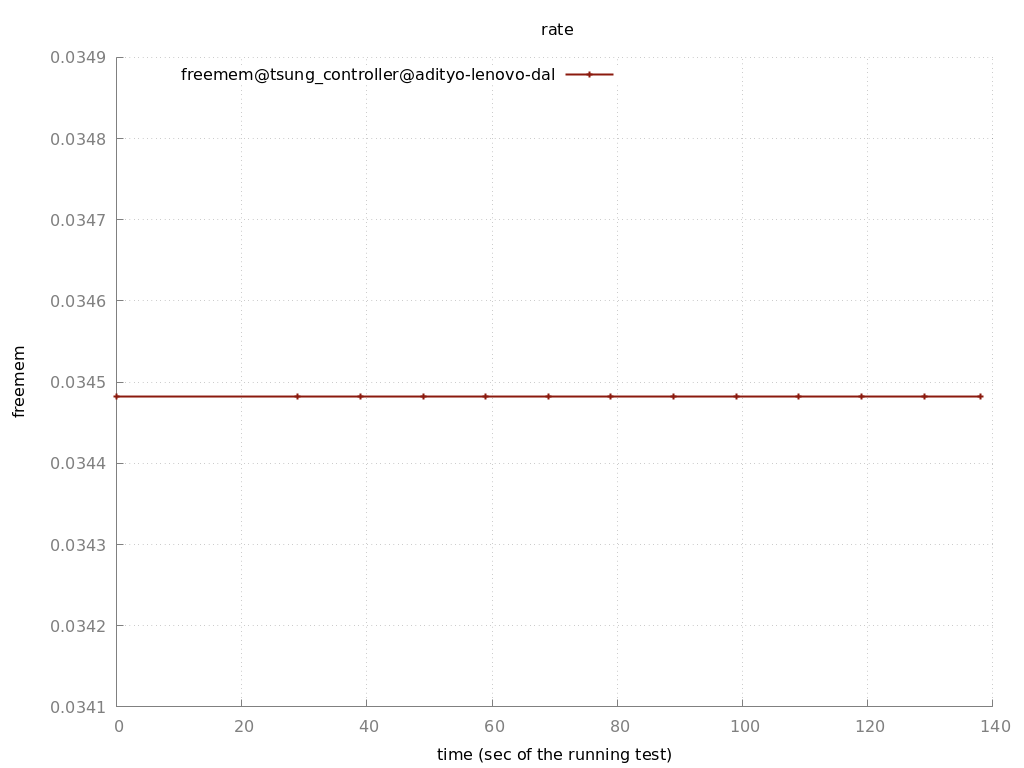 rate
freemem@tsung_controller@adityo-lenovo-dal
0.0349
0.0348
0.0347
0.0346
0.0345
0.0344
0.0343
0.0342
0.0341
freemem
0 20 40 60 80 100 120 140
time (sec of the running test)